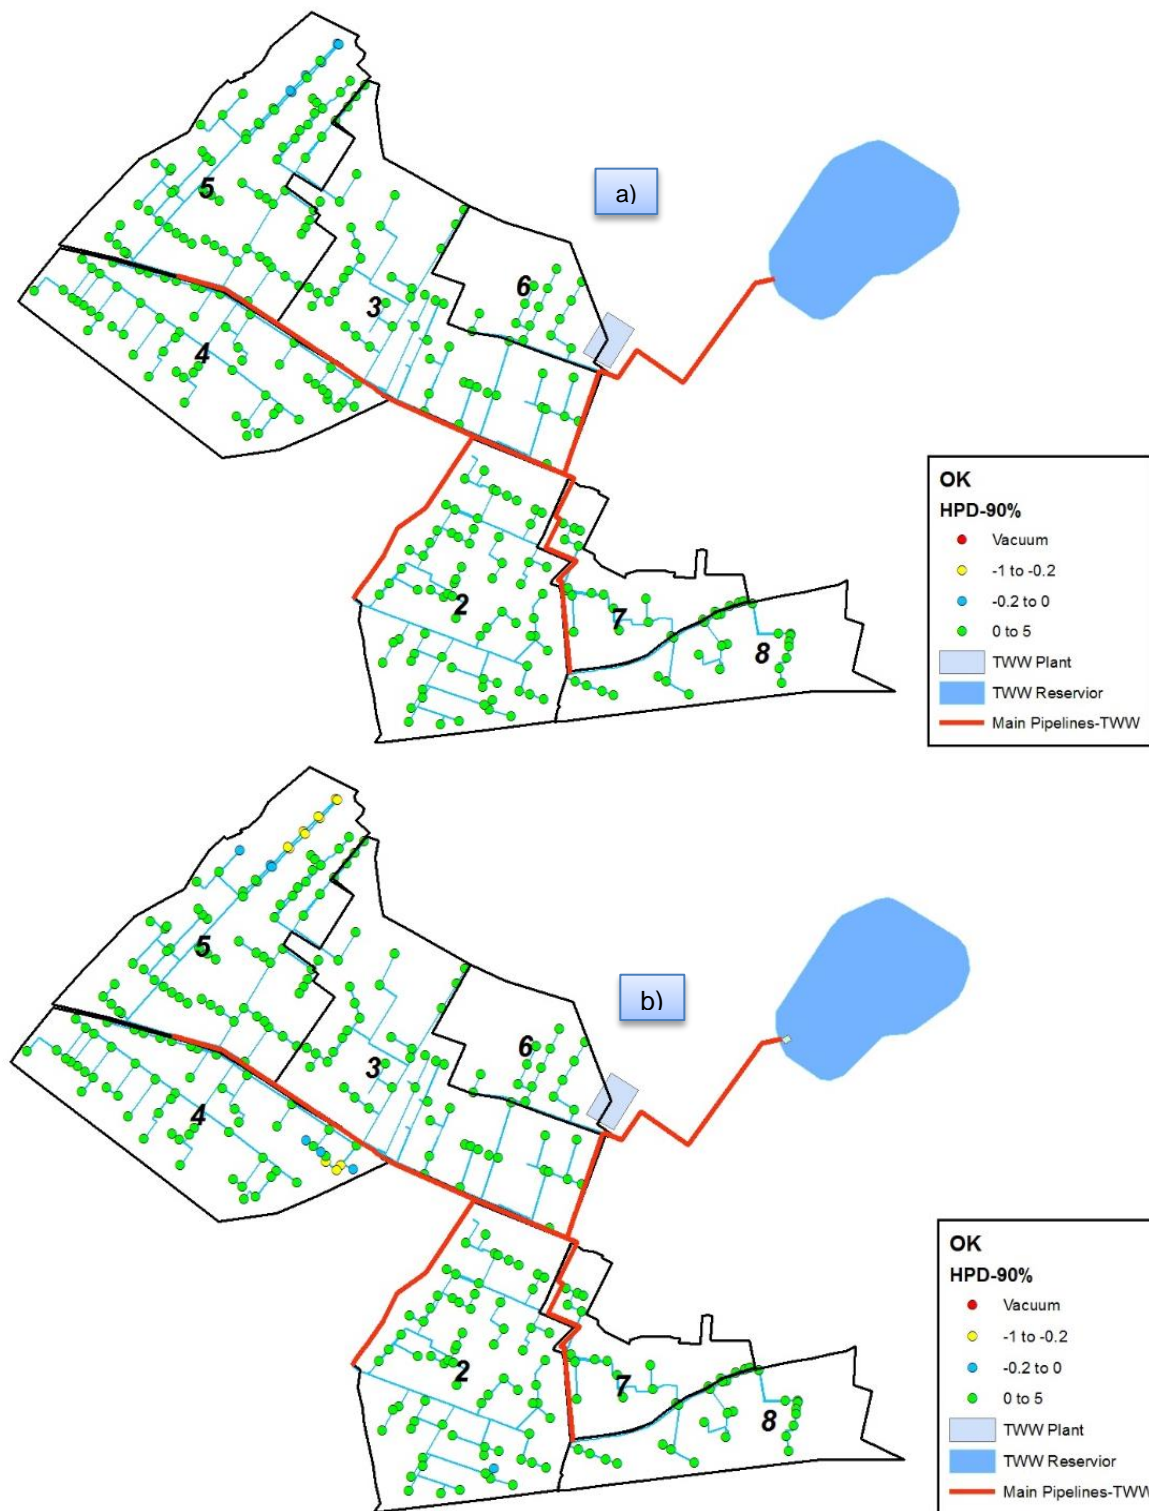 a)
5
6
3
4
2
7
8
OK
HPD-90%
Vacuum
-1 to -0.2
-0.2 to 0
0 to 5
TWW Plant
TWW Reservior
Main Pipelines-TWW
b)
5
6
3
4
2
7
8
OK
HPD-90%
Vacuum
-1 to -0.2
-0.2 to 0
0 to 5
TWW Plant
TWW Reservior
Main Pipelines-TWW